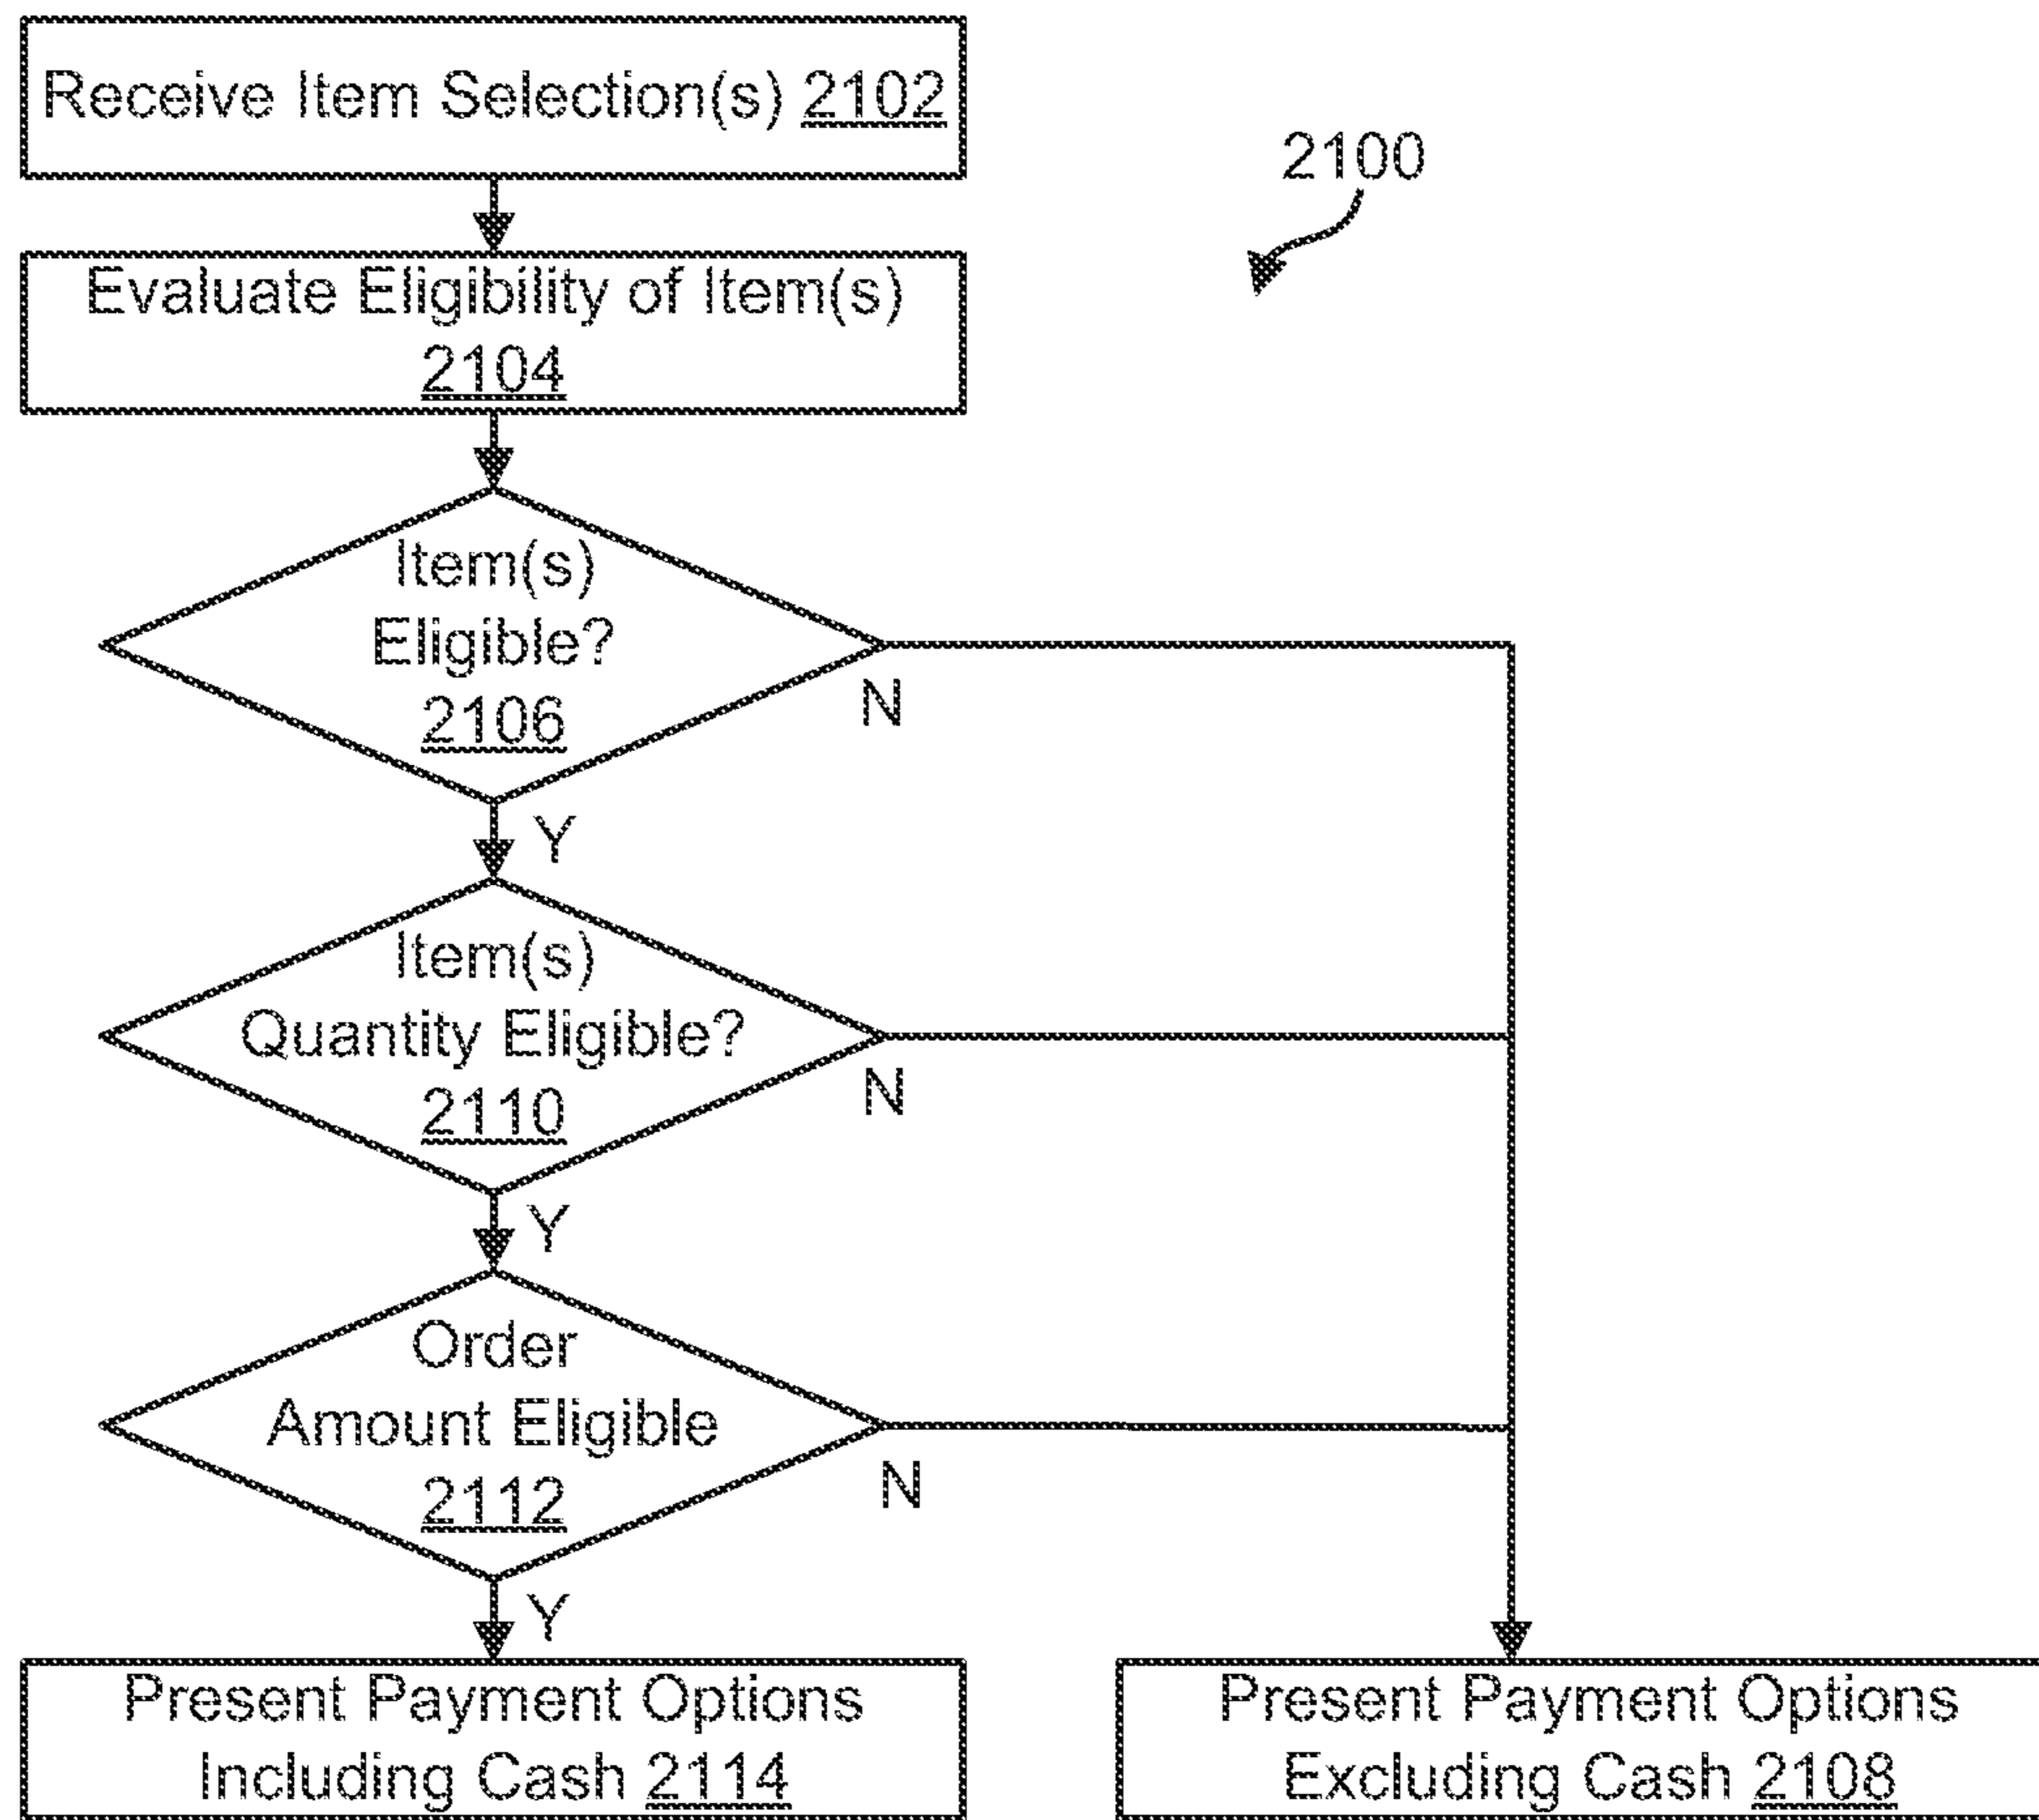 Receive Item Selection(s) 2102
2100
Evaluate Eligibility of Item(s)
2104
Item(s)
Eligible?
2106
N
Y
Item(s)
Quantity Eligible?
2110
N
Y
Order
Amount Eligible
2112
N
Y
Present Payment Options
Including Cash 2114
Present Payment Options
Excluding Cash 2108